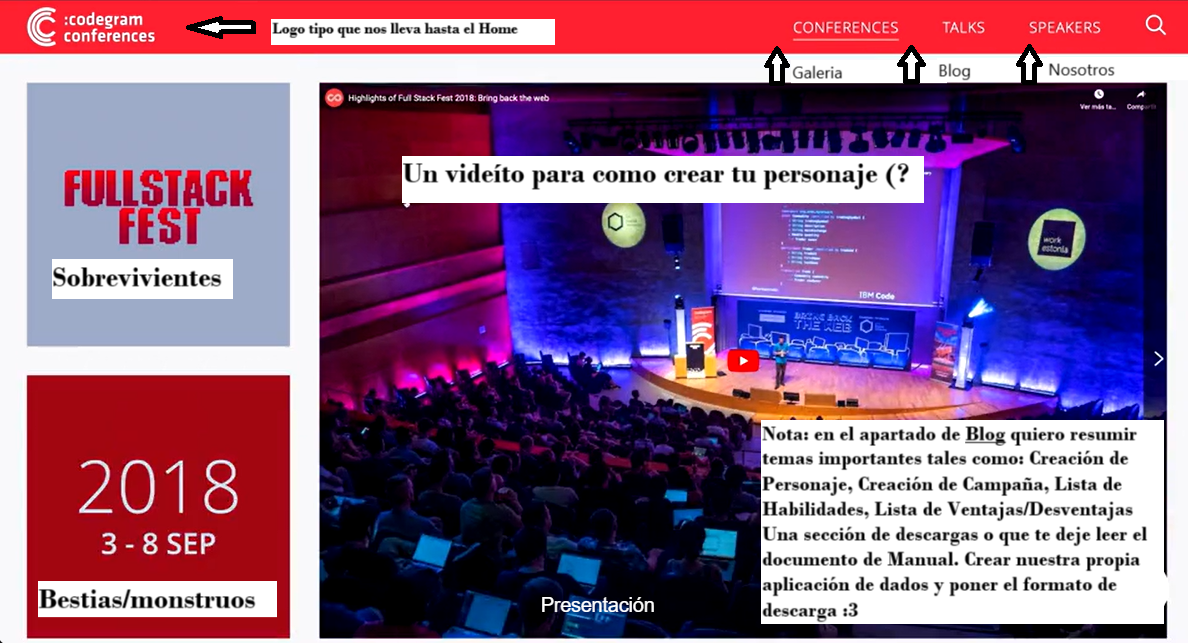 :codegram
conferences
Logo tipo que nos lleva hasta el Home
CONFERENCES
TALKS
SPEAKERS
Galeria
Blog
Nosotros
FULLSTACK
FEST
Sobrevivientes
2018
3 - 8 SEP
Bestias/monstruos
Highlights of Full Stack Fest 2018: Bring back the web
Ver más ta...
Compartir
Un videíto para como crear tu personaje (?
work
estonia
IBM Code
BRING BACK
THE WEB
Nota: en el apartado de Blog quiero resumir
temas importantes tales como: Creación de
Personaje, Creación de Campaña, Lista de
Habilidades, Lista de Ventajas/Desventajas
Una sección de descargas o que te deje leer el
documento de Manual. Crear nuestra propia
aplicación de dados y poner el formato de
descarga :3
Presentación